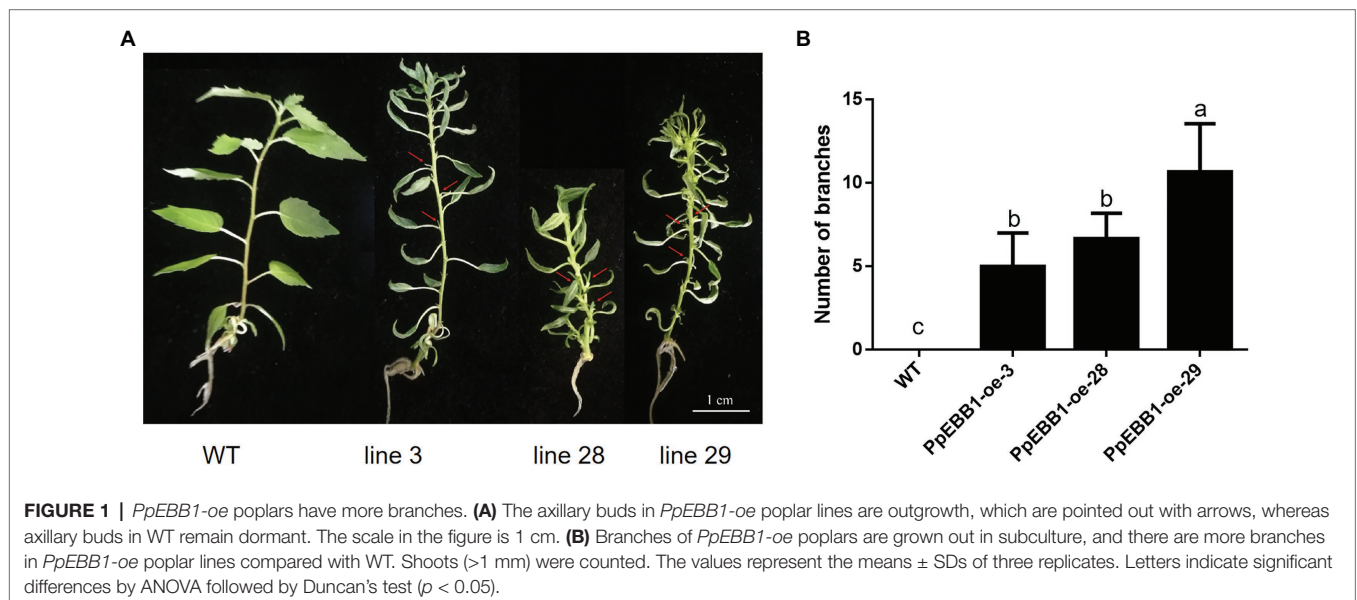 A
1 cm
WT line 3 line 28 line 29
B
Number of branches
15
10
5
0
c
b
b
a
WT
PpEBB1-oe-3
PpEBB1-oe-28
PpEBB1-oe-29
FIGURE 1 | PpEBB1-oe poplars have more branches. (A) The axillary buds in PpEBB1-oe poplar lines are outgrowth, which are pointed out with arrows, whereas
axillary buds in WT remain dormant. The scale in the figure is 1 cm. (B) Branches of PpEBB1-oe poplars are grown out in subculture, and there are more branches
in PpEBB1-oe poplar lines compared with WT. Shoots (>1 mm) were counted. The values represent the means ± SDs of three replicates. Letters indicate significant
differences by ANOVA followed by Duncan’s test (p < 0.05).